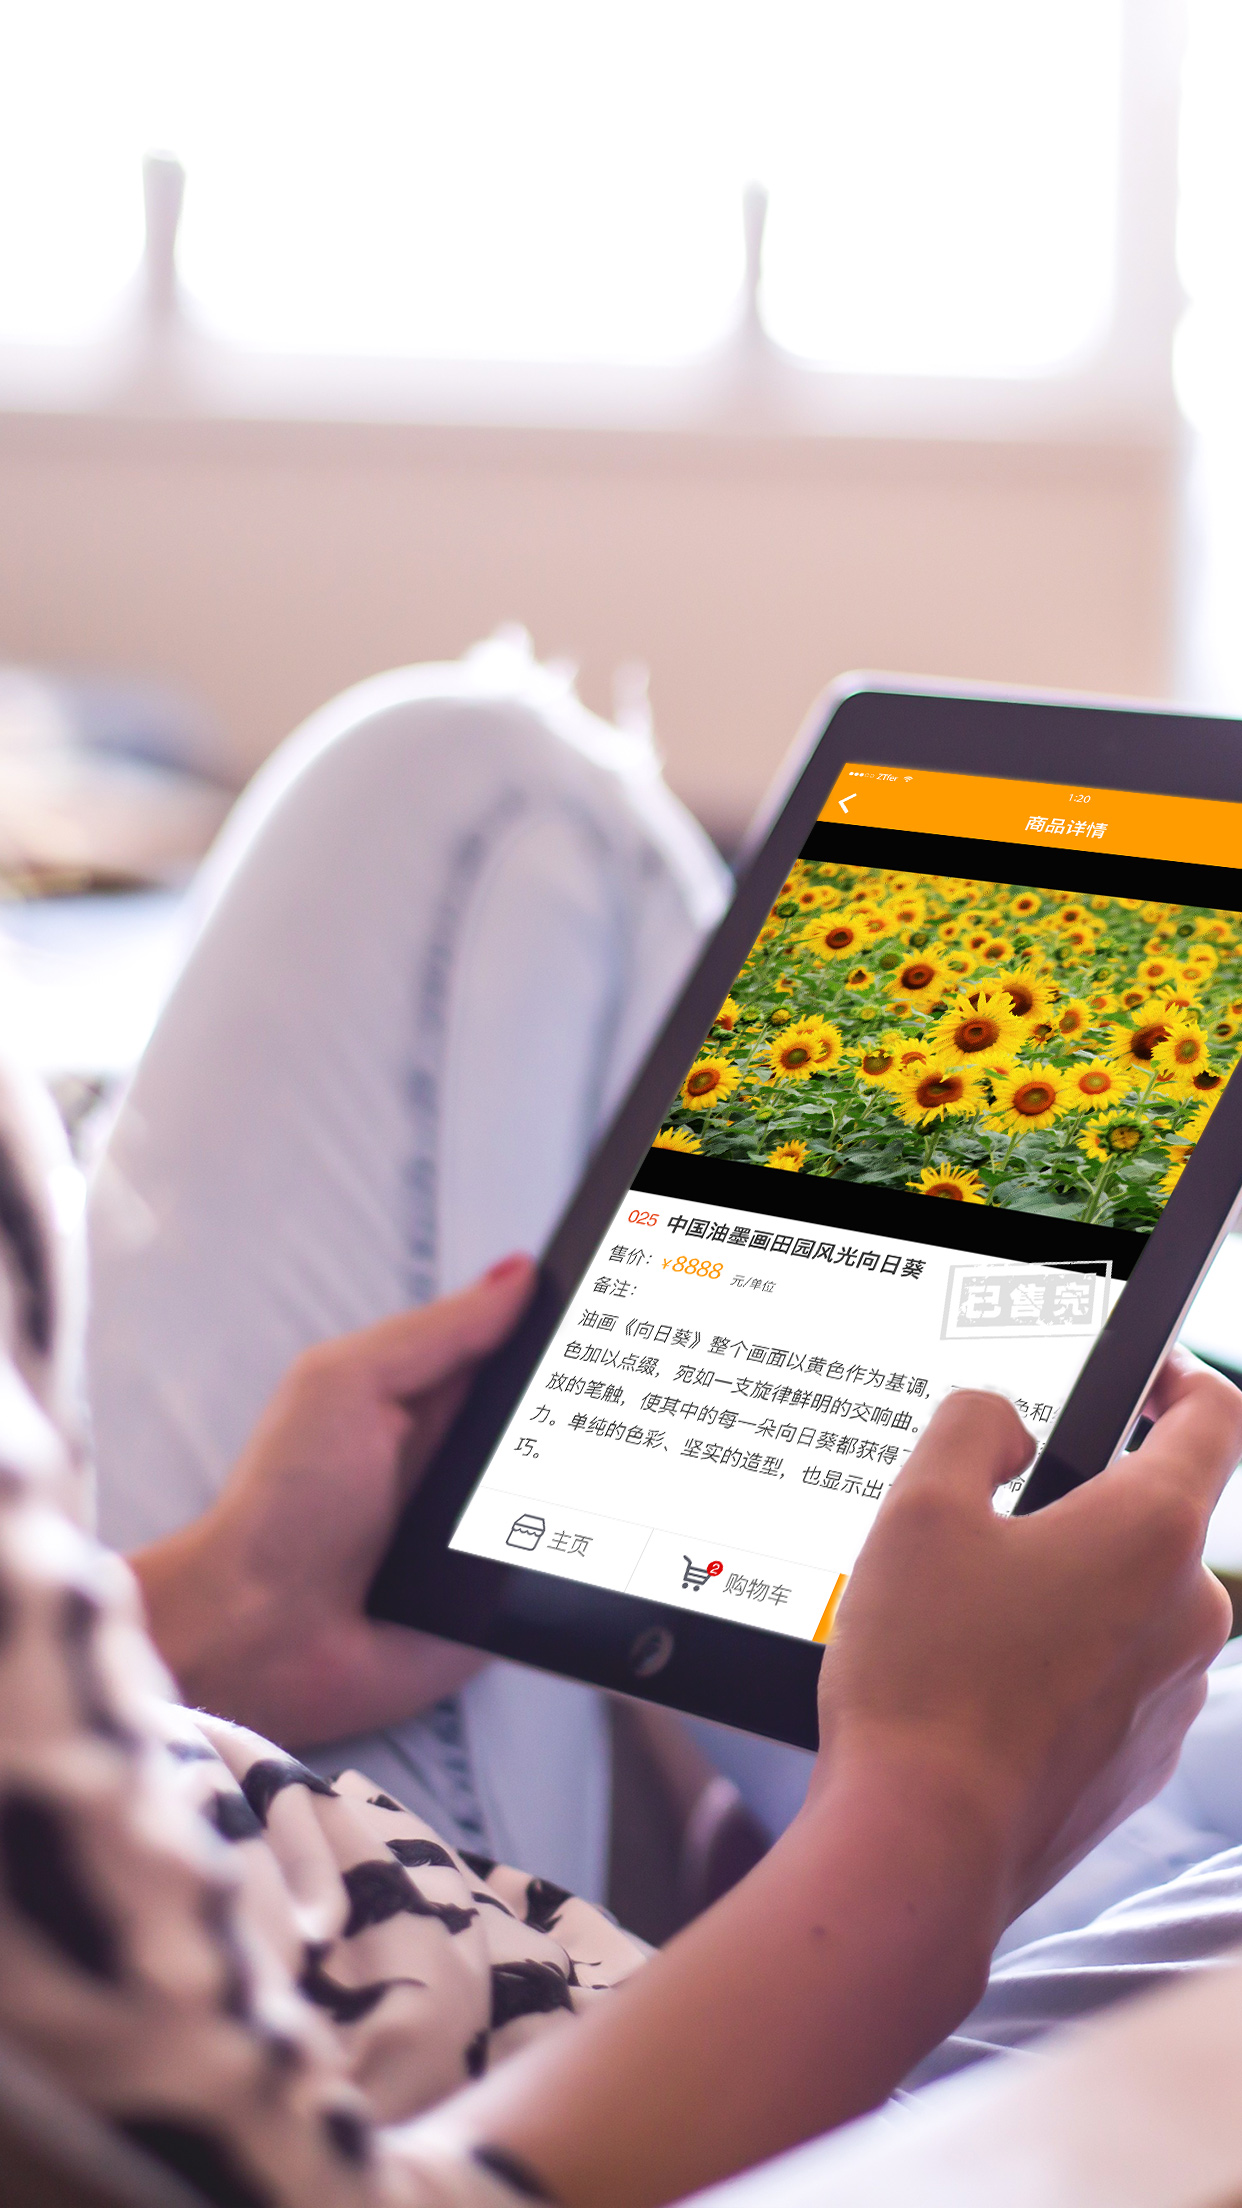 ZTfer
1:20
商品详情
025 中国油墨画田园风光向日葵
售价：¥8888 元/单位
已售完
备注：
油画《向日葵》整个画面以黄色作为基调，
色加以点缀，宛如一支旋律鲜明的交响曲。 色和
放的笔触，使其中的每一朵向日葵都获得
力。单纯的色彩、坚实的造型，也显示出
巧。
主页
2
购物车